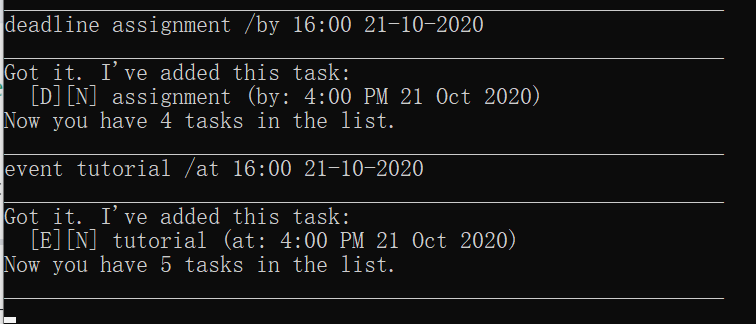 deadline assignment /by 16:00 21-10-2020
Got it. I've added this task:
[D][N] assignment (by: 4:00 PM 21 Oct 2020)
Now you have 4 tasks in the list.
event tutorial /at 16:00 21-10-2020
Got it. I've added this task:
[E][N] tutorial (at: 4:00 PM 21 Oct 2020)
Now you have 5 tasks in the list.